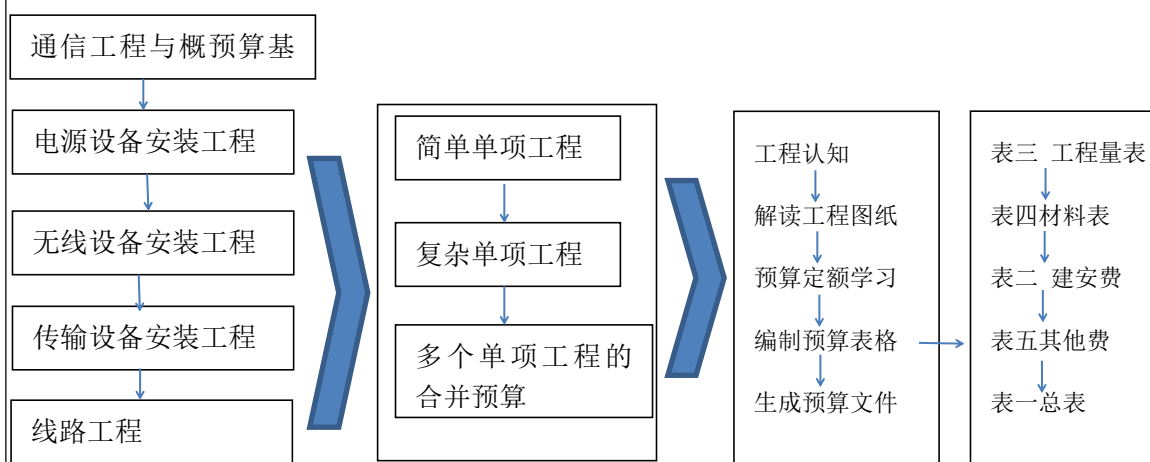 通信工程与概预算基
电源设备安装工程
无线设备安装工程
传输设备安装工程
线路工程
简单单项工程
复杂单项工程
多个单项工程的
合并预算
工程认知
解读工程图纸
预算定额学习
编制预算表格
生成预算文件
表三 工程量表
表四材料表
表二 建安费
表五其他费
表一总表